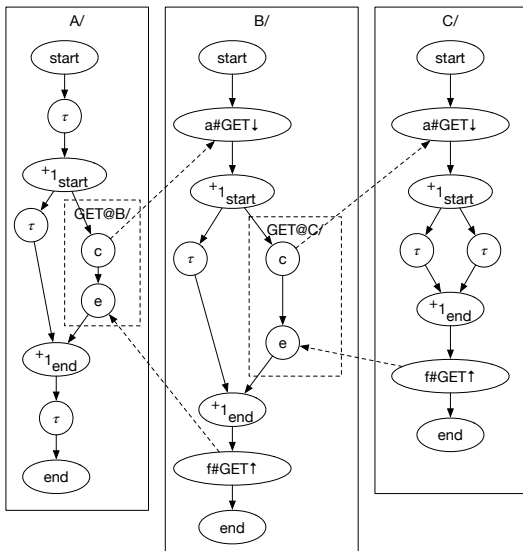 A/
start
τ
+1start
τ
GET@B/
c
e
+1end
τ
end
B/
start
a#GET↓
+1start
τ
GET@C/
c
e
+1end
f#GET↑
end
C/
start
a#GET↓
+1start
τ
τ
+1end
f#GET↑
end